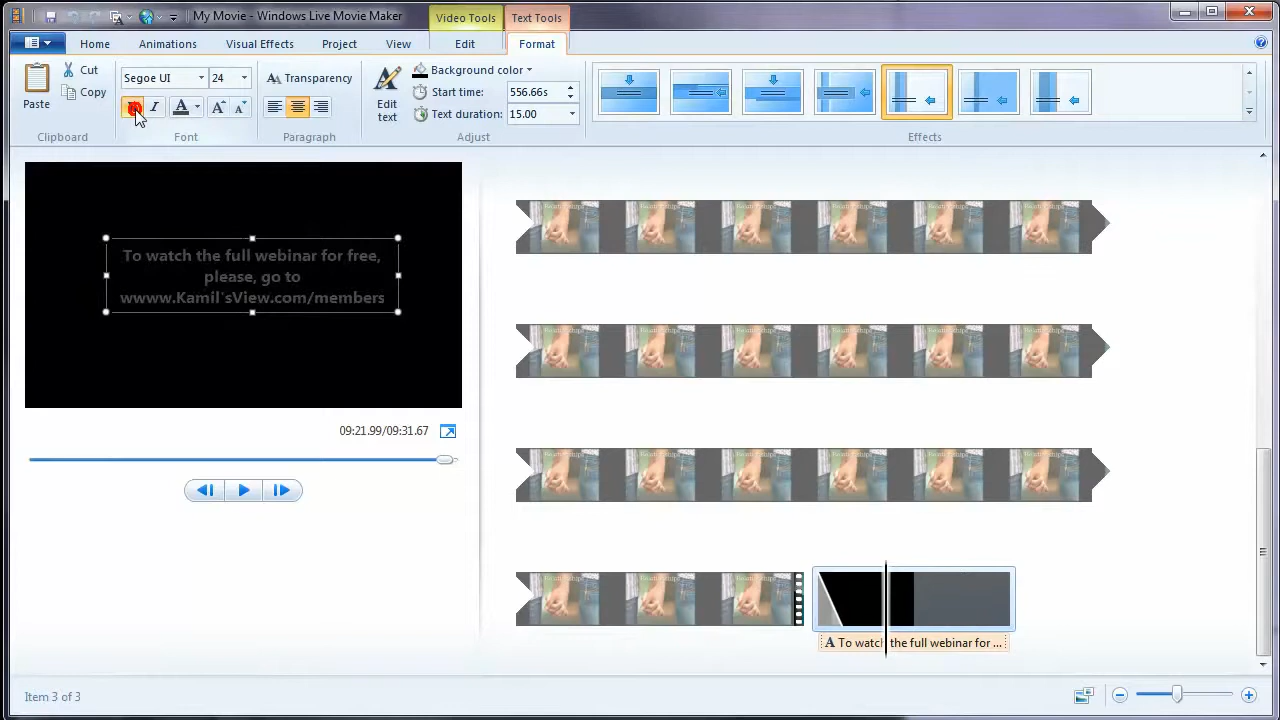 My Movie - Windows Live Movie Maker
Video Tools
Text Tools
Home
Animations
Visual Effects
Project
View
Edit
Format
Paste
Cut
Copy
Clipboard
Segoe UI
24
I
A
A
A
Font
AA Transparency
Paragraph
Edit
text
Background color
Start time:
556.66s
Text duration:
15.00
Adjust
Effects
To watch the full webinar for free,
please, go to
wwww.Kamil'sView.com/members
09:21.99/09:31.67
A To watch the full webinar for ...
Item 3 of 3